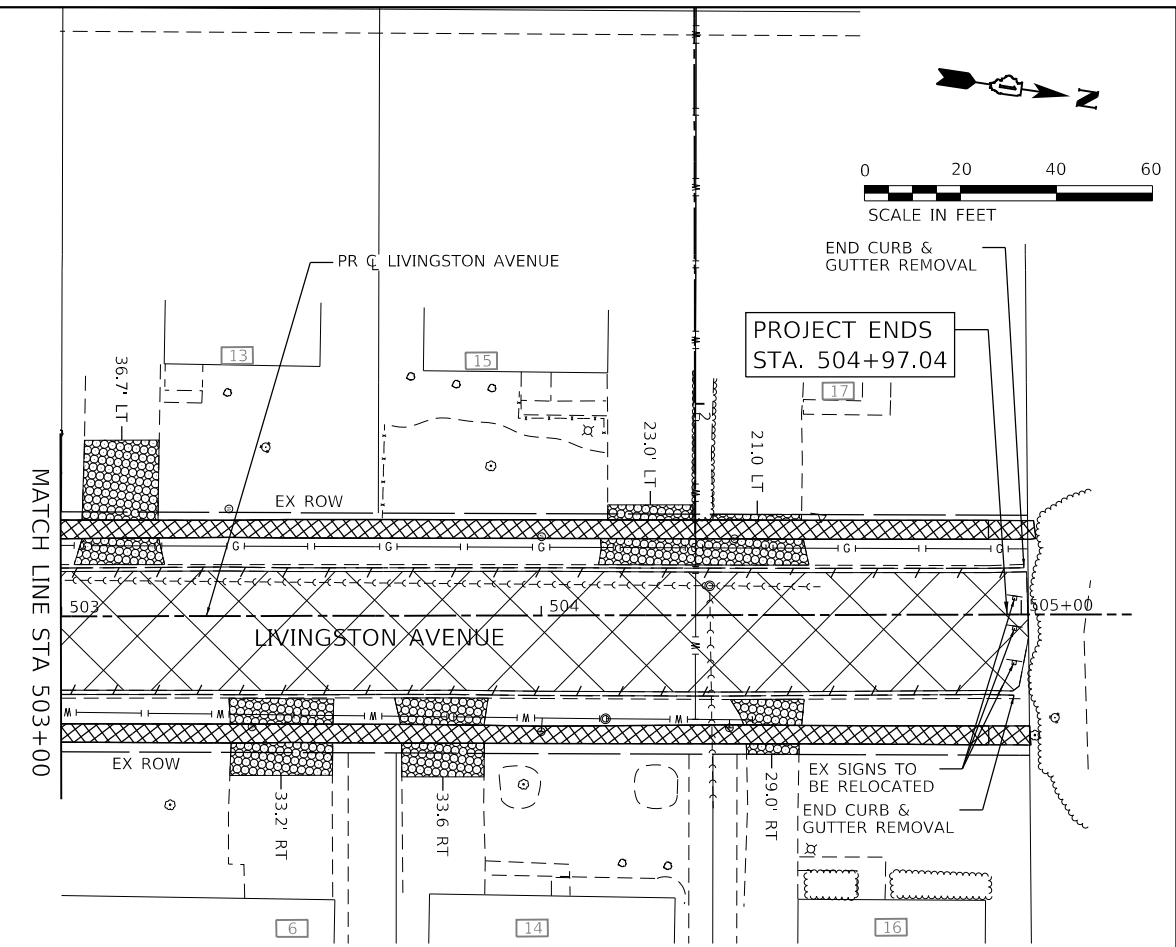 N
0 20 40 60
SCALE IN FEET
END CURB &
GUTTER REMOVAL
PR ℄ LIVINGSTON AVENUE
PROJECT ENDS
STA. 504+97.04
13
15
17
36.7' LT
23.0' LT
21.0 LT
2
EX ROW
G G G G G
MATCH LINE STA 503+00
503
504
505+00
LIVINGSTON AVENUE
W
W W W W W
EX ROW
33.2' RT
33.6 RT
29.0' RT
EX SIGNS TO
BE RELOCATED
END CURB &
GUTTER REMOVAL
6
14
16